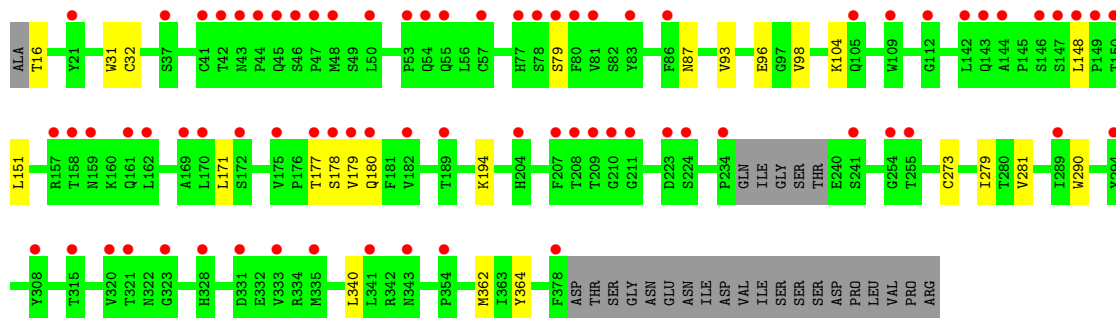 ALA T16 Y21 W31 C32 S37 C41 T42 N43 P44 Q45 S46 P47 M48 S49 L50 P53 Q54 Q55 L56 C57 H77 S78 S79 F80 V81 S82 Y83 F86 N87 V93 E96 G97 V98 K104 Q105 W109 G112 L142 Q143 A144 P145 S146 S147 L148 P149 T150
L151 R157 T158 N159 K160 Q161 L162 A169 L170 L171 S172 V175 P176 T177 S178 V179 Q180 F181 V182 T189 K194 H204 F207 T208 T209 G210 G211 D223 S224 P234 GLN ILE GLY SER THR E240 S241 G254 T255 C273 I279 T280 V281 I289 W290
Y308 T315 V320 T321 N322 G323 H328 D331 E332 V333 R334 M335 L340 L341 R342 N343 P354 M362 I363 Y364 F378 ASP THR SER GLY ASN GLU ASN ILE ASP VAL ILE SER SER SER ASP PRO LEU VAL PRO ARG